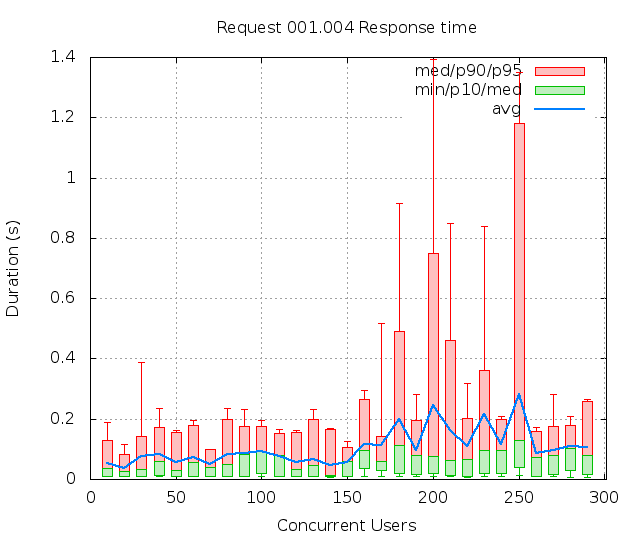 Request 001.004 Response time
med/p90/p95
min/p10/med
avg
Duration (s)
1.4
1.2
1
0.8
0.6
0.4
0.2
0
0 50 100 150 200 250 300
Concurrent Users